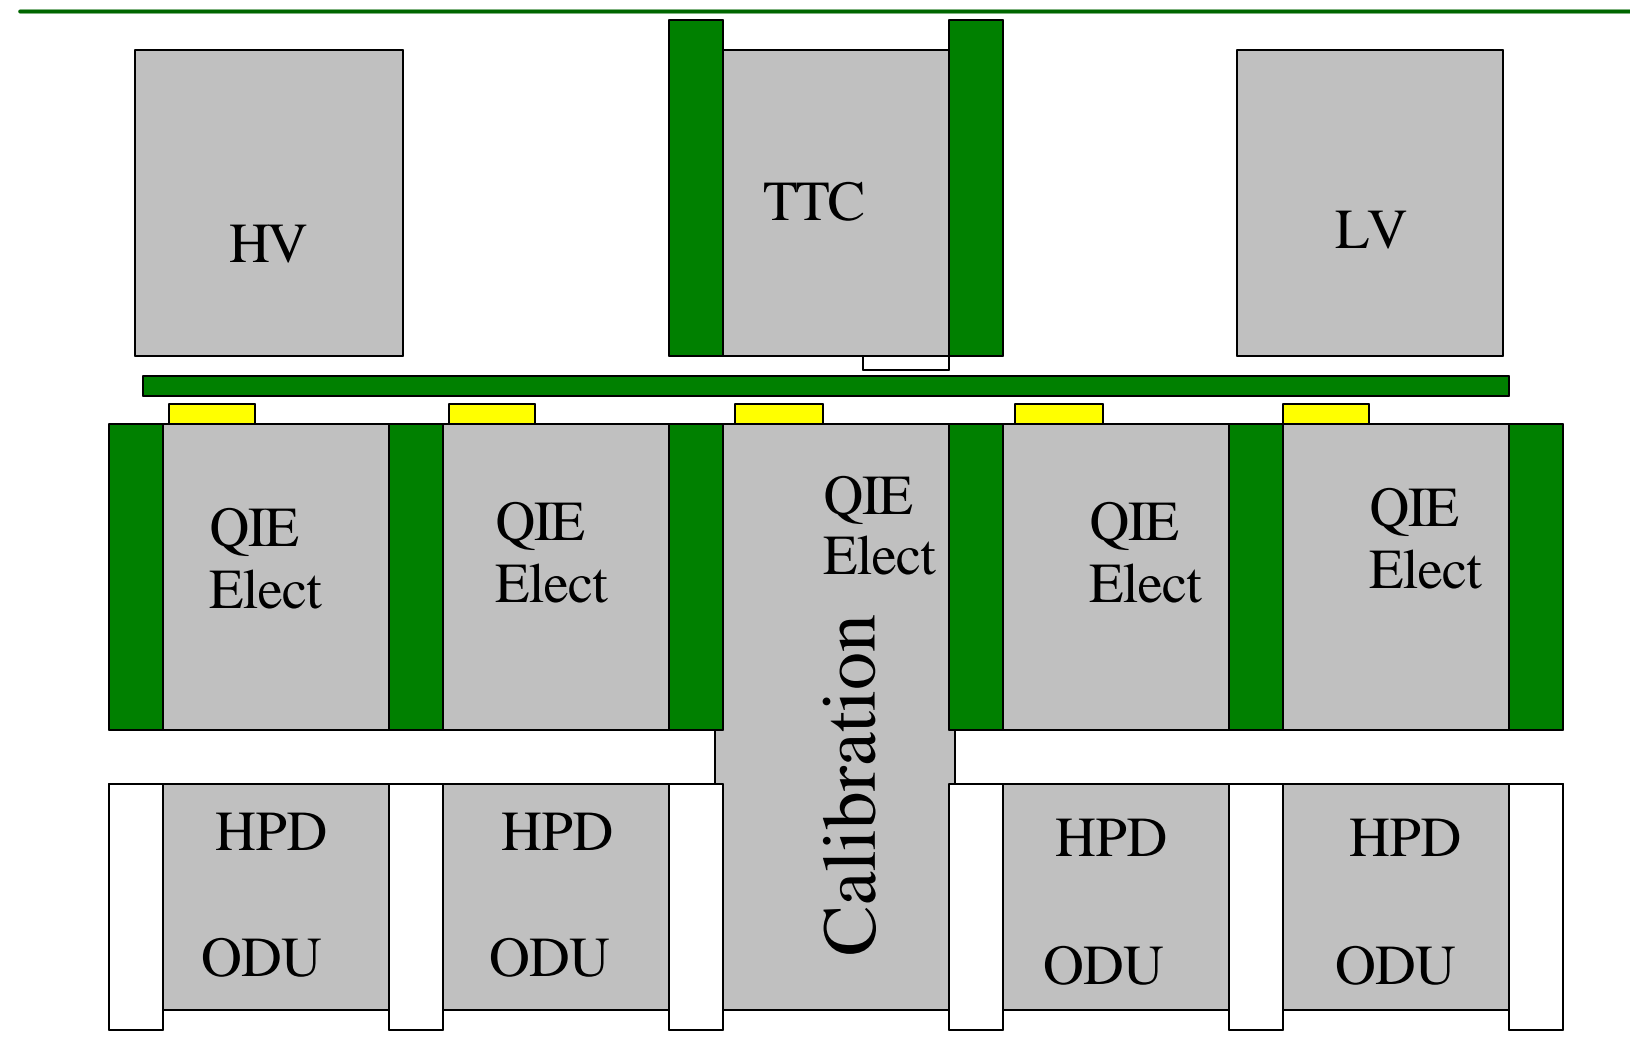 HV
TTC
LV
QIE
Elect
QIE
Elect
QIE
Elect
QIE
Elect
QIE
Elect
Calibration
HPD
ODU
HPD
ODU
HPD
ODU
HPD
ODU